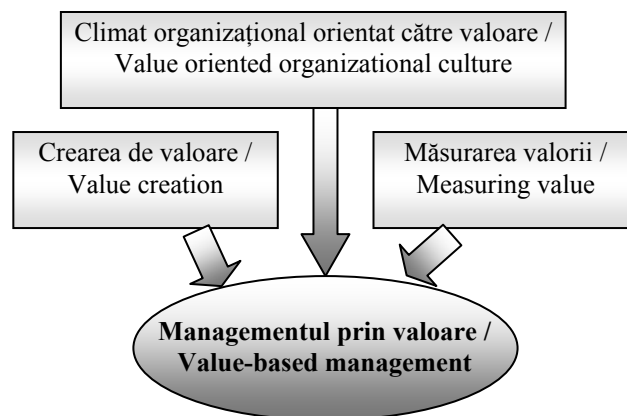 Climat organizațional orientat către valoare /
Value oriented organizational culture
Crearea de valoare /
Value creation
Măsurarea valorii /
Measuring value
Managementul prin valoare /
Value-based management